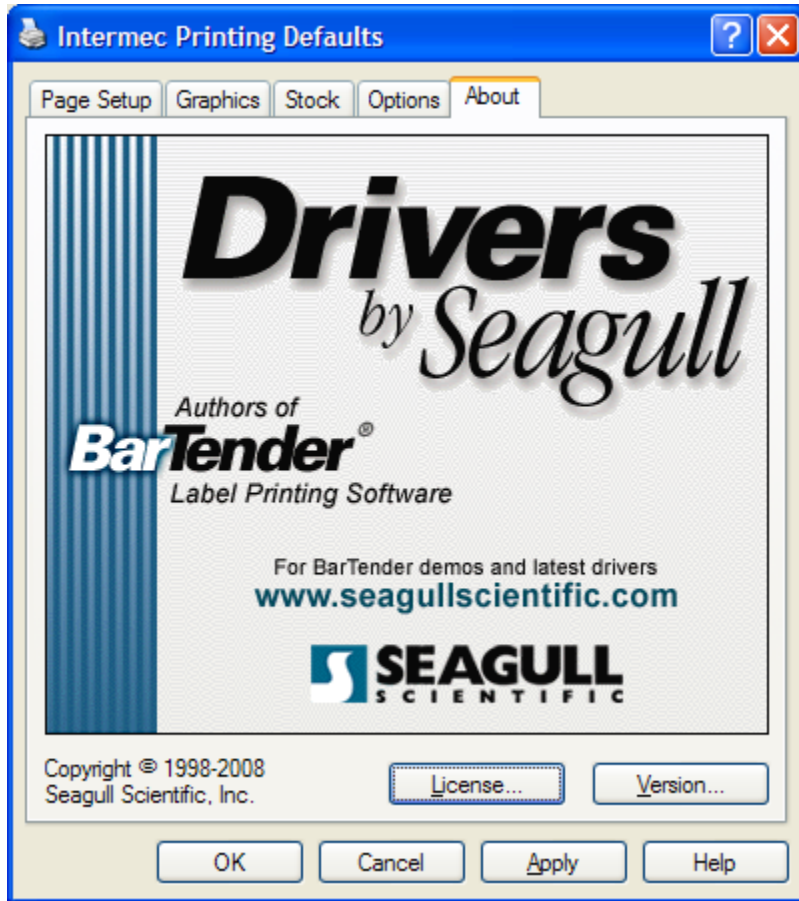 Intermec Printing Defaults
Page Setup Graphics Stock Options About
Drivers
by Seagull
Authors of
BarTender®
Label Printing Software
For BarTender demos and latest drivers
www.seagullscientific.com
SEAGULL
SCIENTIFIC
Copyright © 1998-2008
Seagull Scientific, Inc.
License... Version...
OK Cancel Apply Help